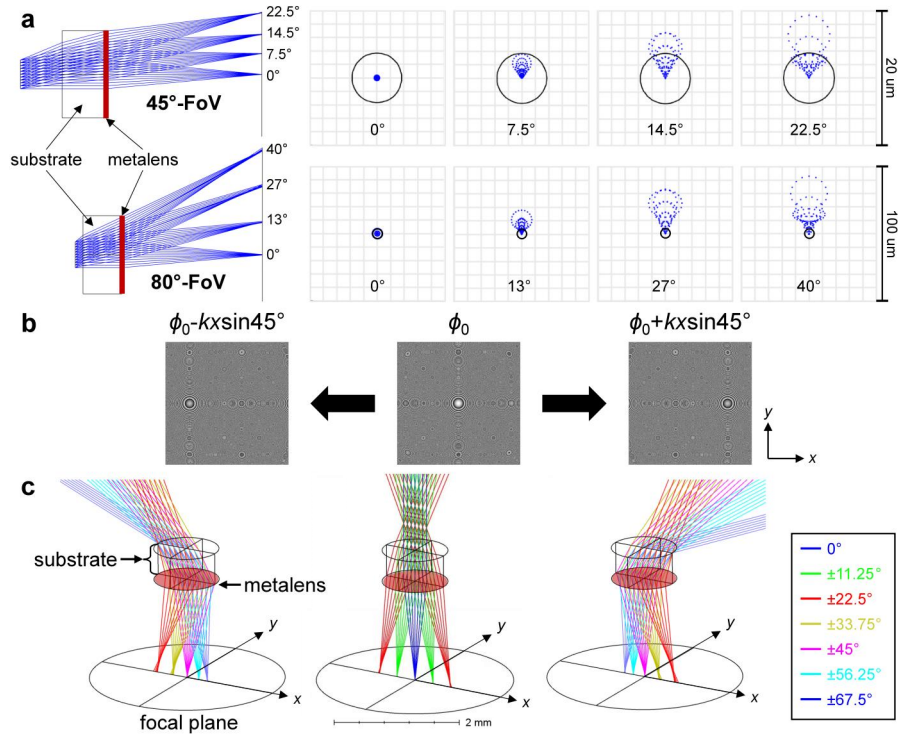 a
22.5°
14.5°
7.5°
0°
45°-FoV
substrate
metalens
40°
27°
13°
0°
80°-FoV
0°
7.5°
14.5°
22.5°
20 um
0°
13°
27°
40°
100 um
b
ϕ₀-kxsin45°
ϕ₀
ϕ₀+kxsin45°
y
x
c
substrate
metalens
y
x
focal plane
y
x
2 mm
y
x
0°
±11.25°
±22.5°
±33.75°
±45°
±56.25°
±67.5°